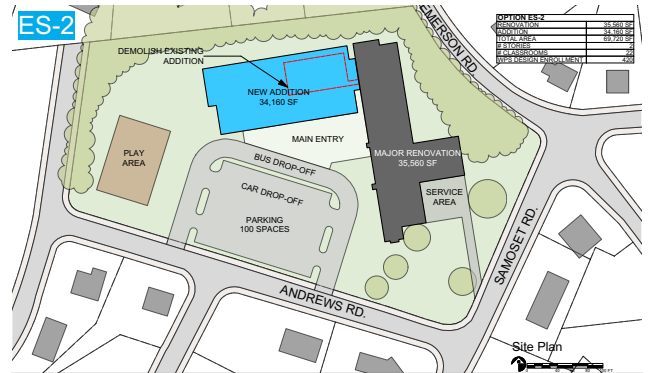 ES-2
EMERSON RD
OPTION ES-2
RENOVATION 35,560 SF
ADDITION 34,160 SF
TOTAL AREA 69,720 SF
# STORIES 2
# CLASSROOMS 22
WPS DESIGN ENROLLMENT 420
DEMOLISH EXISTING
ADDITION
NEW ADDITION
34,160 SF
MAIN ENTRY
MAJOR RENOVATION
35,560 SF
PLAY
AREA
BUS DROP-OFF
CAR DROP-OFF
SERVICE
AREA
PARKING
100 SPACES
SAMOSET RD.
ANDREWS RD.
Site Plan